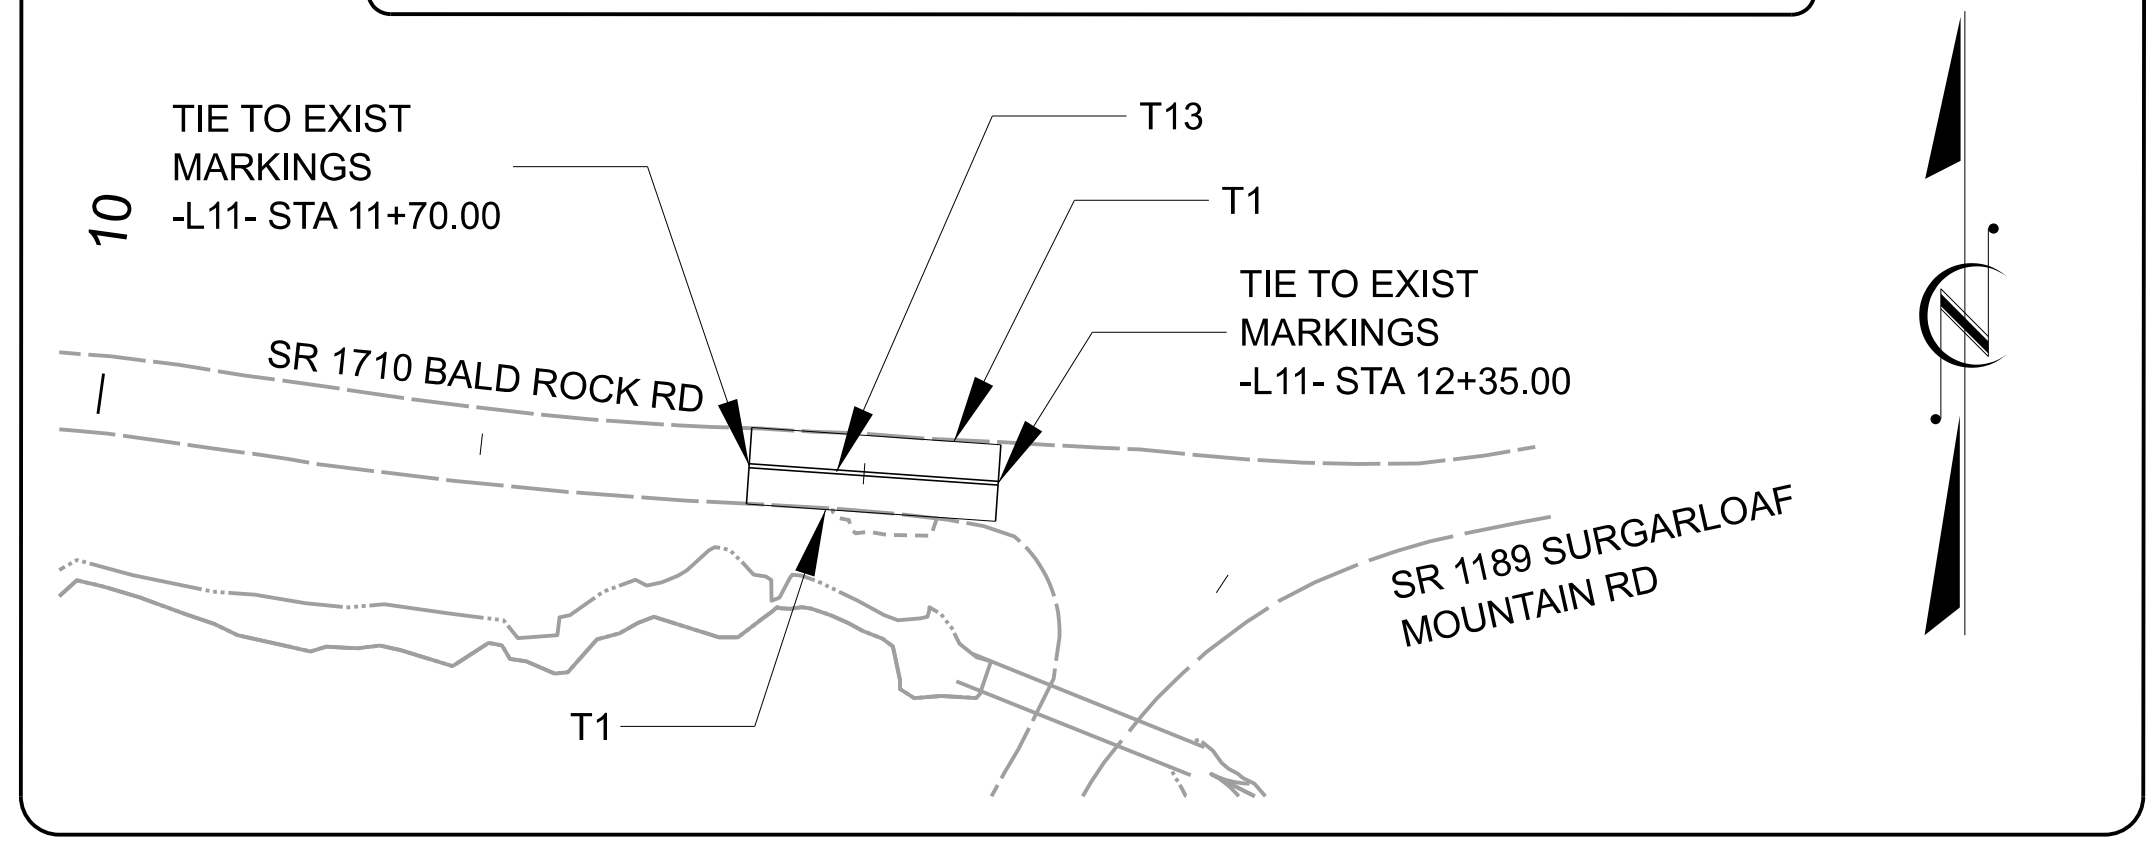 TIE TO EXIST
MARKINGS
-L11- STA 11+70.00
10
T13
T1
TIE TO EXIST
MARKINGS
-L11- STA 12+35.00
SR 1710 BALD ROCK RD
SR 1189 SURGARLOAF
MOUNTAIN RD
T1
N